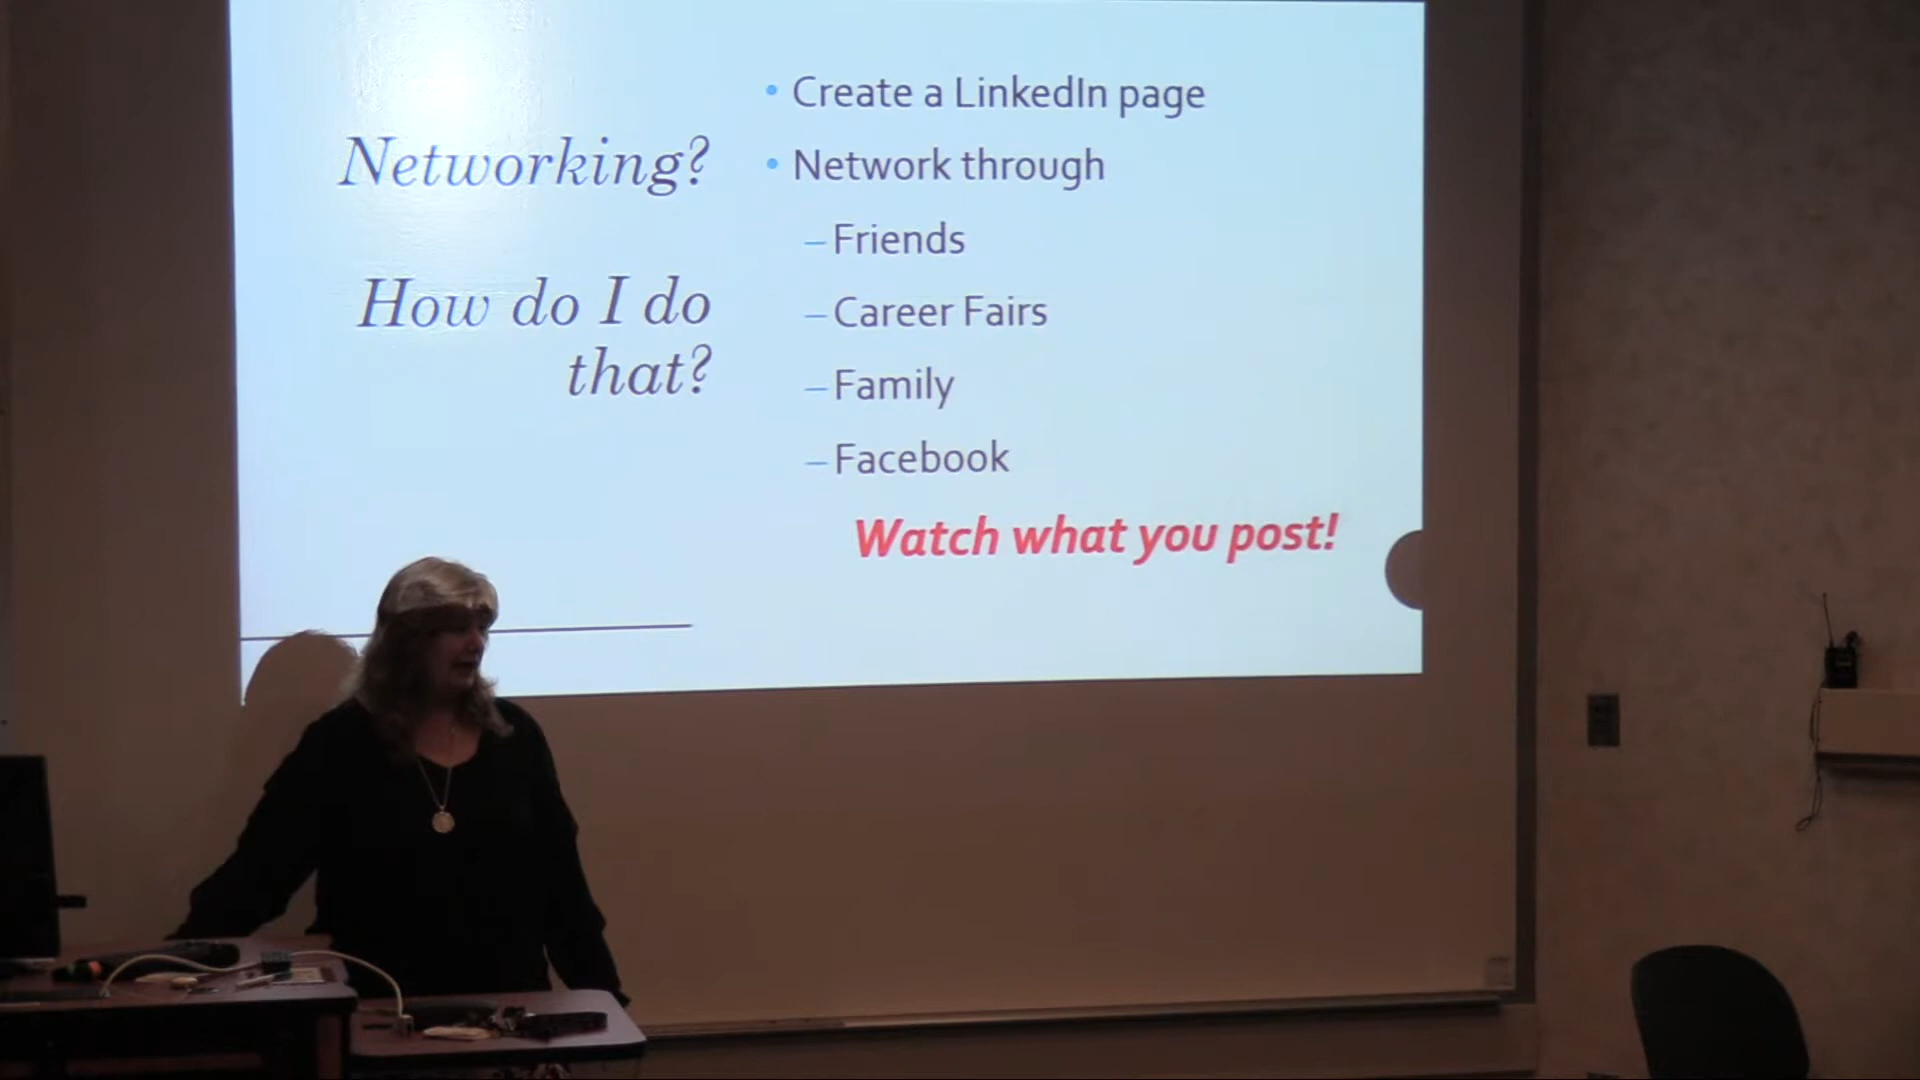 Networking?
How do I do
that?
• Create a LinkedIn page
• Network through
– Friends
– Career Fairs
– Family
– Facebook
Watch what you post!